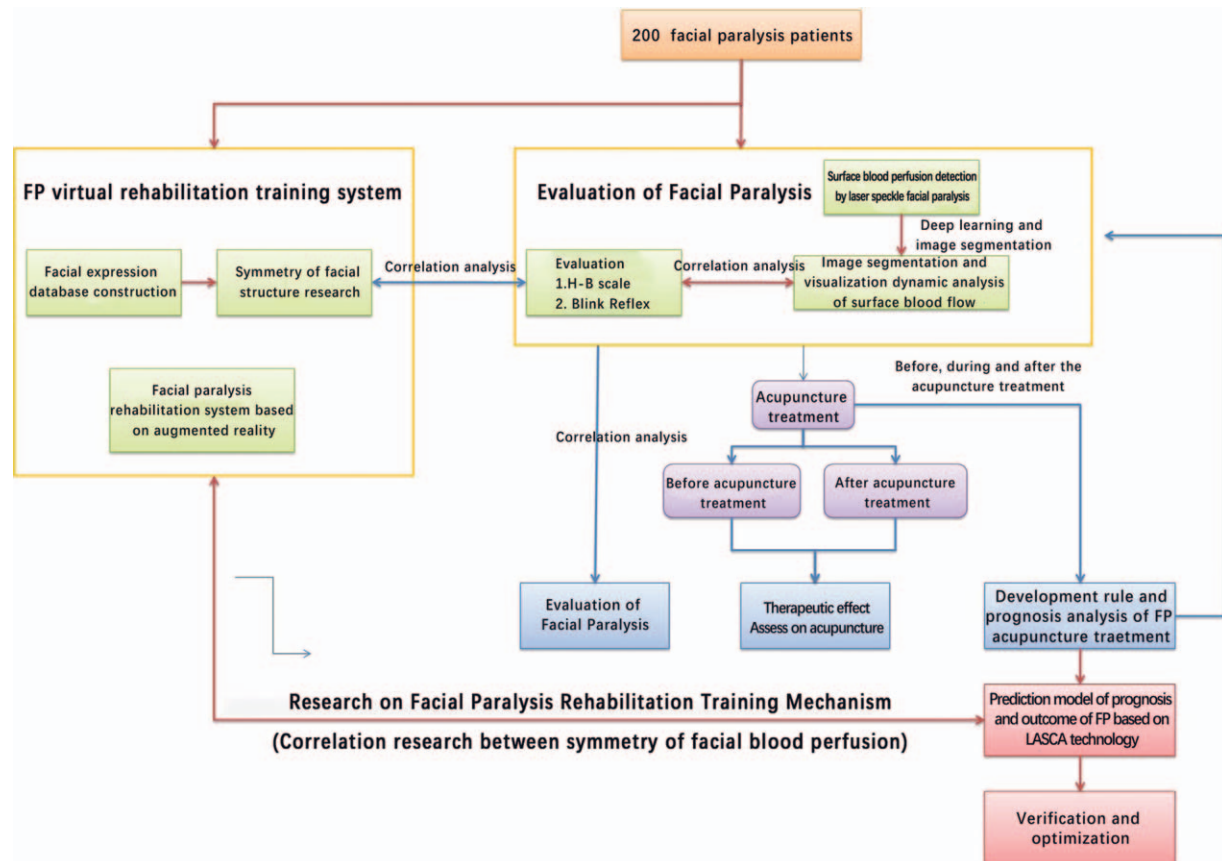 200 facial paralysis patients
FP virtual rehabilitation training system
Facial expression
database construction
Symmetry of facial
structure research
Facial paralysis
rehabilitation system based
on augmented reality
Correlation analysis
Evaluation of Facial Paralysis
Surface blood perfusion detection
by laser speckle facial paralysis
Deep learning and
image segmentation
Evaluation
1.H-B scale
2. Blink Reflex
Correlation analysis
Image segmentation and
visualization dynamic analysis
of surface blood flow
Before, during and after the
acupuncture treatment
Acupuncture
treatment
Correlation analysis
Before acupuncture
treatment
After acupuncture
treatment
Evaluation of
Facial Paralysis
Therapeutic effect
Assess on acupuncture
Development rule and
prognosis analysis of FP
acupuncture traetment
Research on Facial Paralysis Rehabilitation Training Mechanism
(Correlation research between symmetry of facial blood perfusion)
Prediction model of prognosis
and outcome of FP based on
LASCA technology
Verification and
optimization